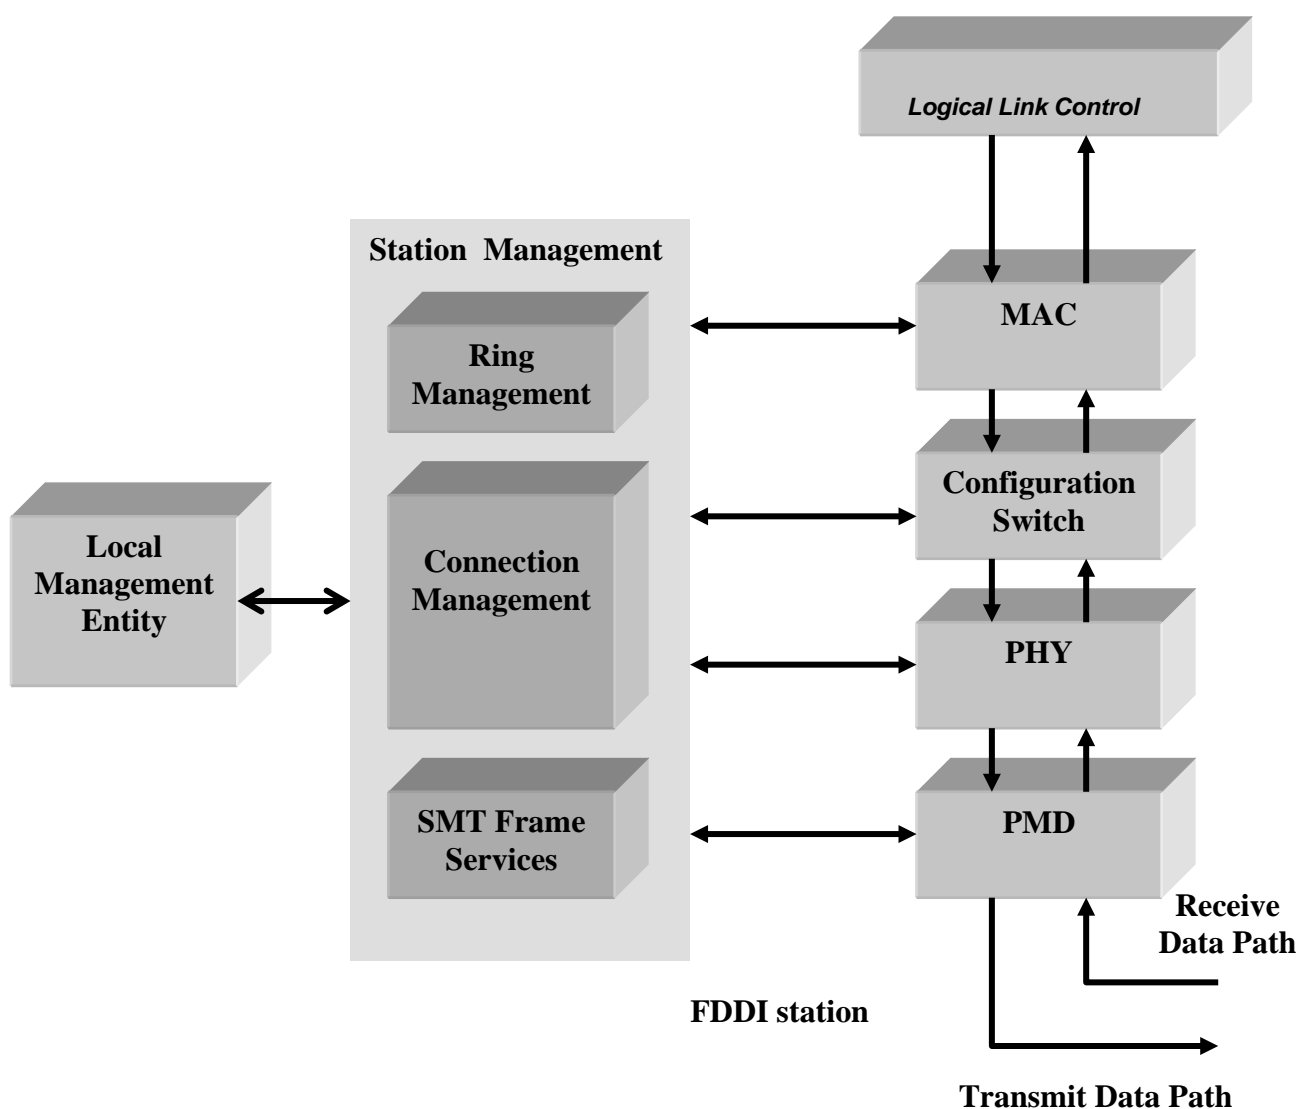 Logical Link Control
Station Management
MAC
Ring
Management
Configuration
Switch
Local
Management
Entity
Connection
Management
PHY
SMT Frame
Services
PMD
Receive
Data Path
FDDI station
Transmit Data Path